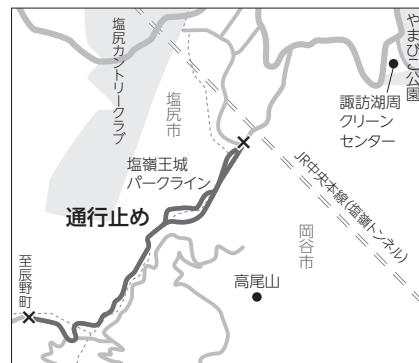 やまびこ公園
塩尻カントリークラブ
諏訪湖周
クリーン
センター
塩尻市
塩嶺王城
パークライン
JR中央本線(塩嶺トンネル)
通行止め
岡谷市
至辰野町
高尾山